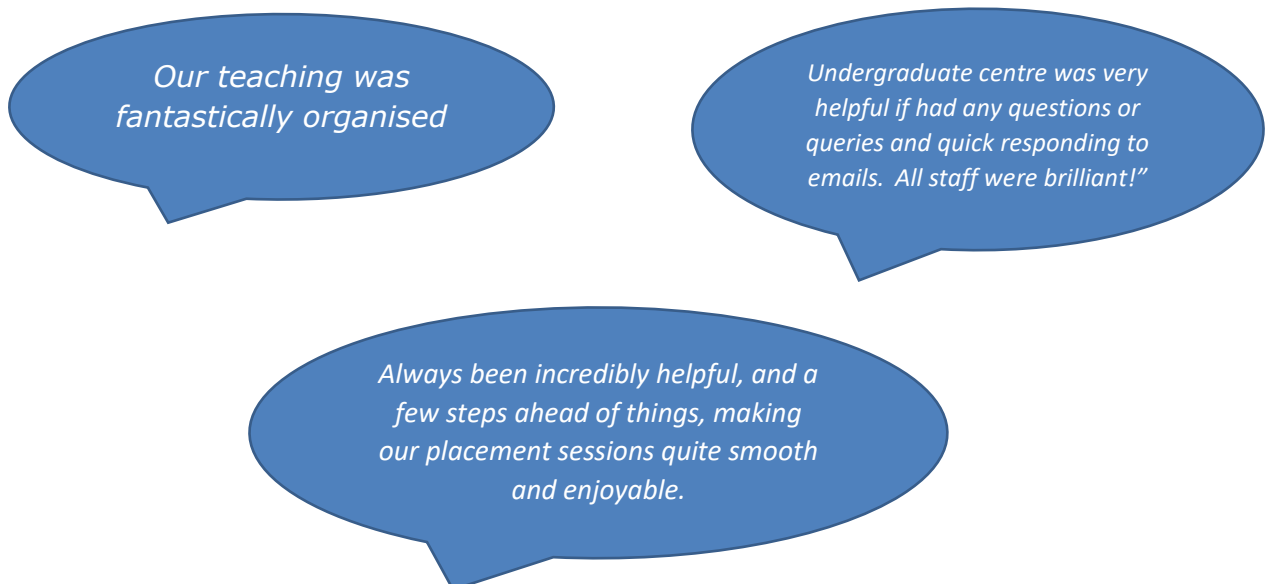 Our teaching was
fantastically organised
Undergraduate centre was very
helpful if had any questions or
queries and quick responding to
emails.  All staff were brilliant!”
Always been incredibly helpful, and a
few steps ahead of things, making
our placement sessions quite smooth
and enjoyable.